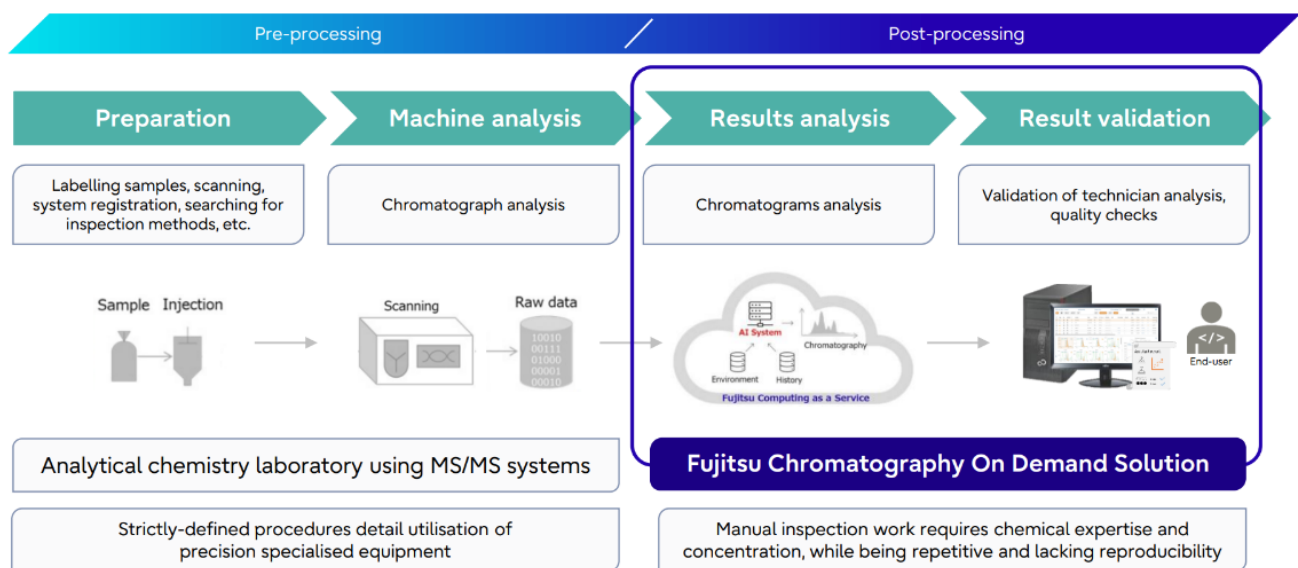 Pre-processing
Post-processing
Preparation
Machine analysis
Results analysis
Result validation
Labelling samples, scanning,
system registration, searching for
inspection methods, etc.
Chromatograph analysis
Chromatograms analysis
Validation of technician analysis,
quality checks
Sample
Injection
Scanning
Raw data
10010
00111
01000
00001
00010
AI System
Chromatography
Environment
History
Fujitsu Computing as a Service
</>
End-user
Analytical chemistry laboratory using MS/MS systems
Fujitsu Chromatography On Demand Solution
Strictly-defined procedures detail utilisation of
precision specialised equipment
Manual inspection work requires chemical expertise and
concentration, while being repetitive and lacking reproducibility